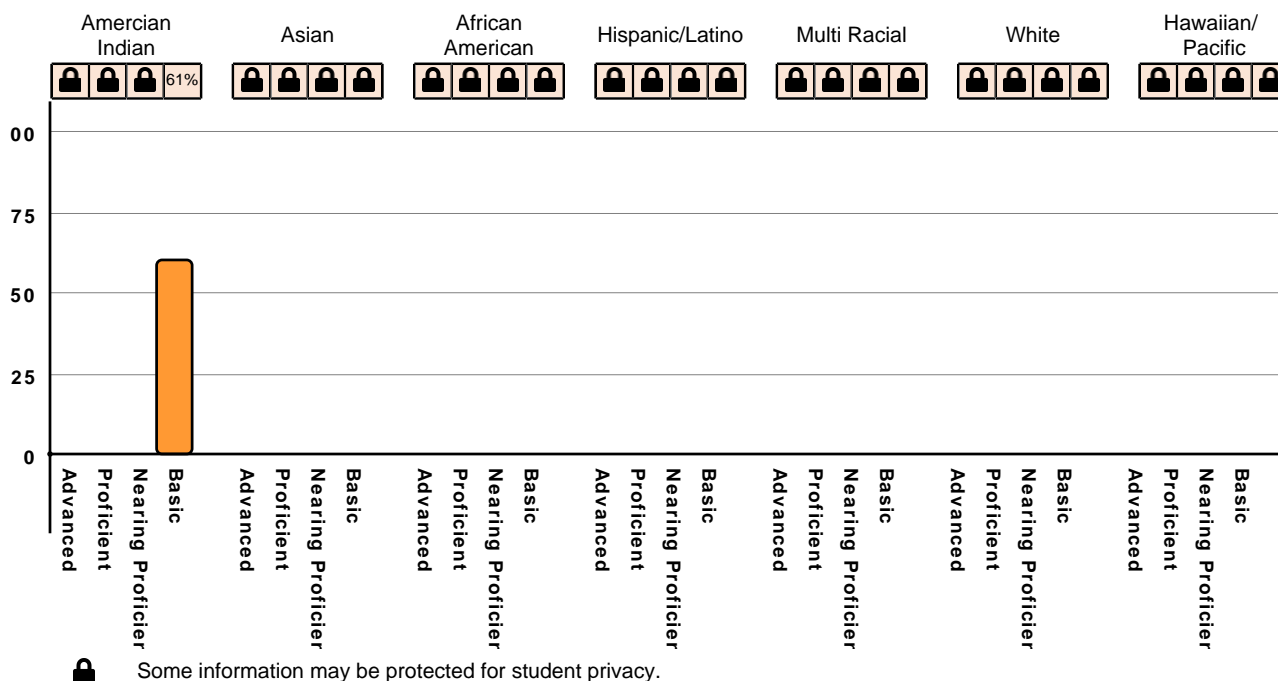 Amercian
Indian
Asian
African
American
Hispanic/Latino
Multi Racial
White
Hawaiian/
Pacific
61%
00
75
50
25
0
Advanced
Proficient
Nearing Proficier
Basic
Advanced
Proficient
Nearing Proficier
Basic
Advanced
Proficient
Nearing Proficier
Basic
Advanced
Proficient
Nearing Proficier
Basic
Advanced
Proficient
Nearing Proficier
Basic
Advanced
Proficient
Nearing Proficier
Basic
Advanced
Proficient
Nearing Proficier
Basic
Some information may be protected for student privacy.